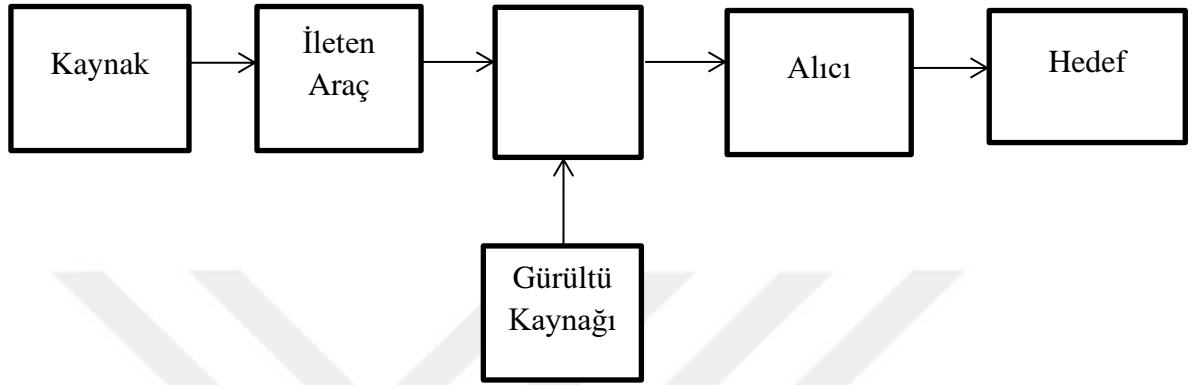 Kaynak
İleten
Araç
Alıcı
Hedef
Gürültü
Kaynağı